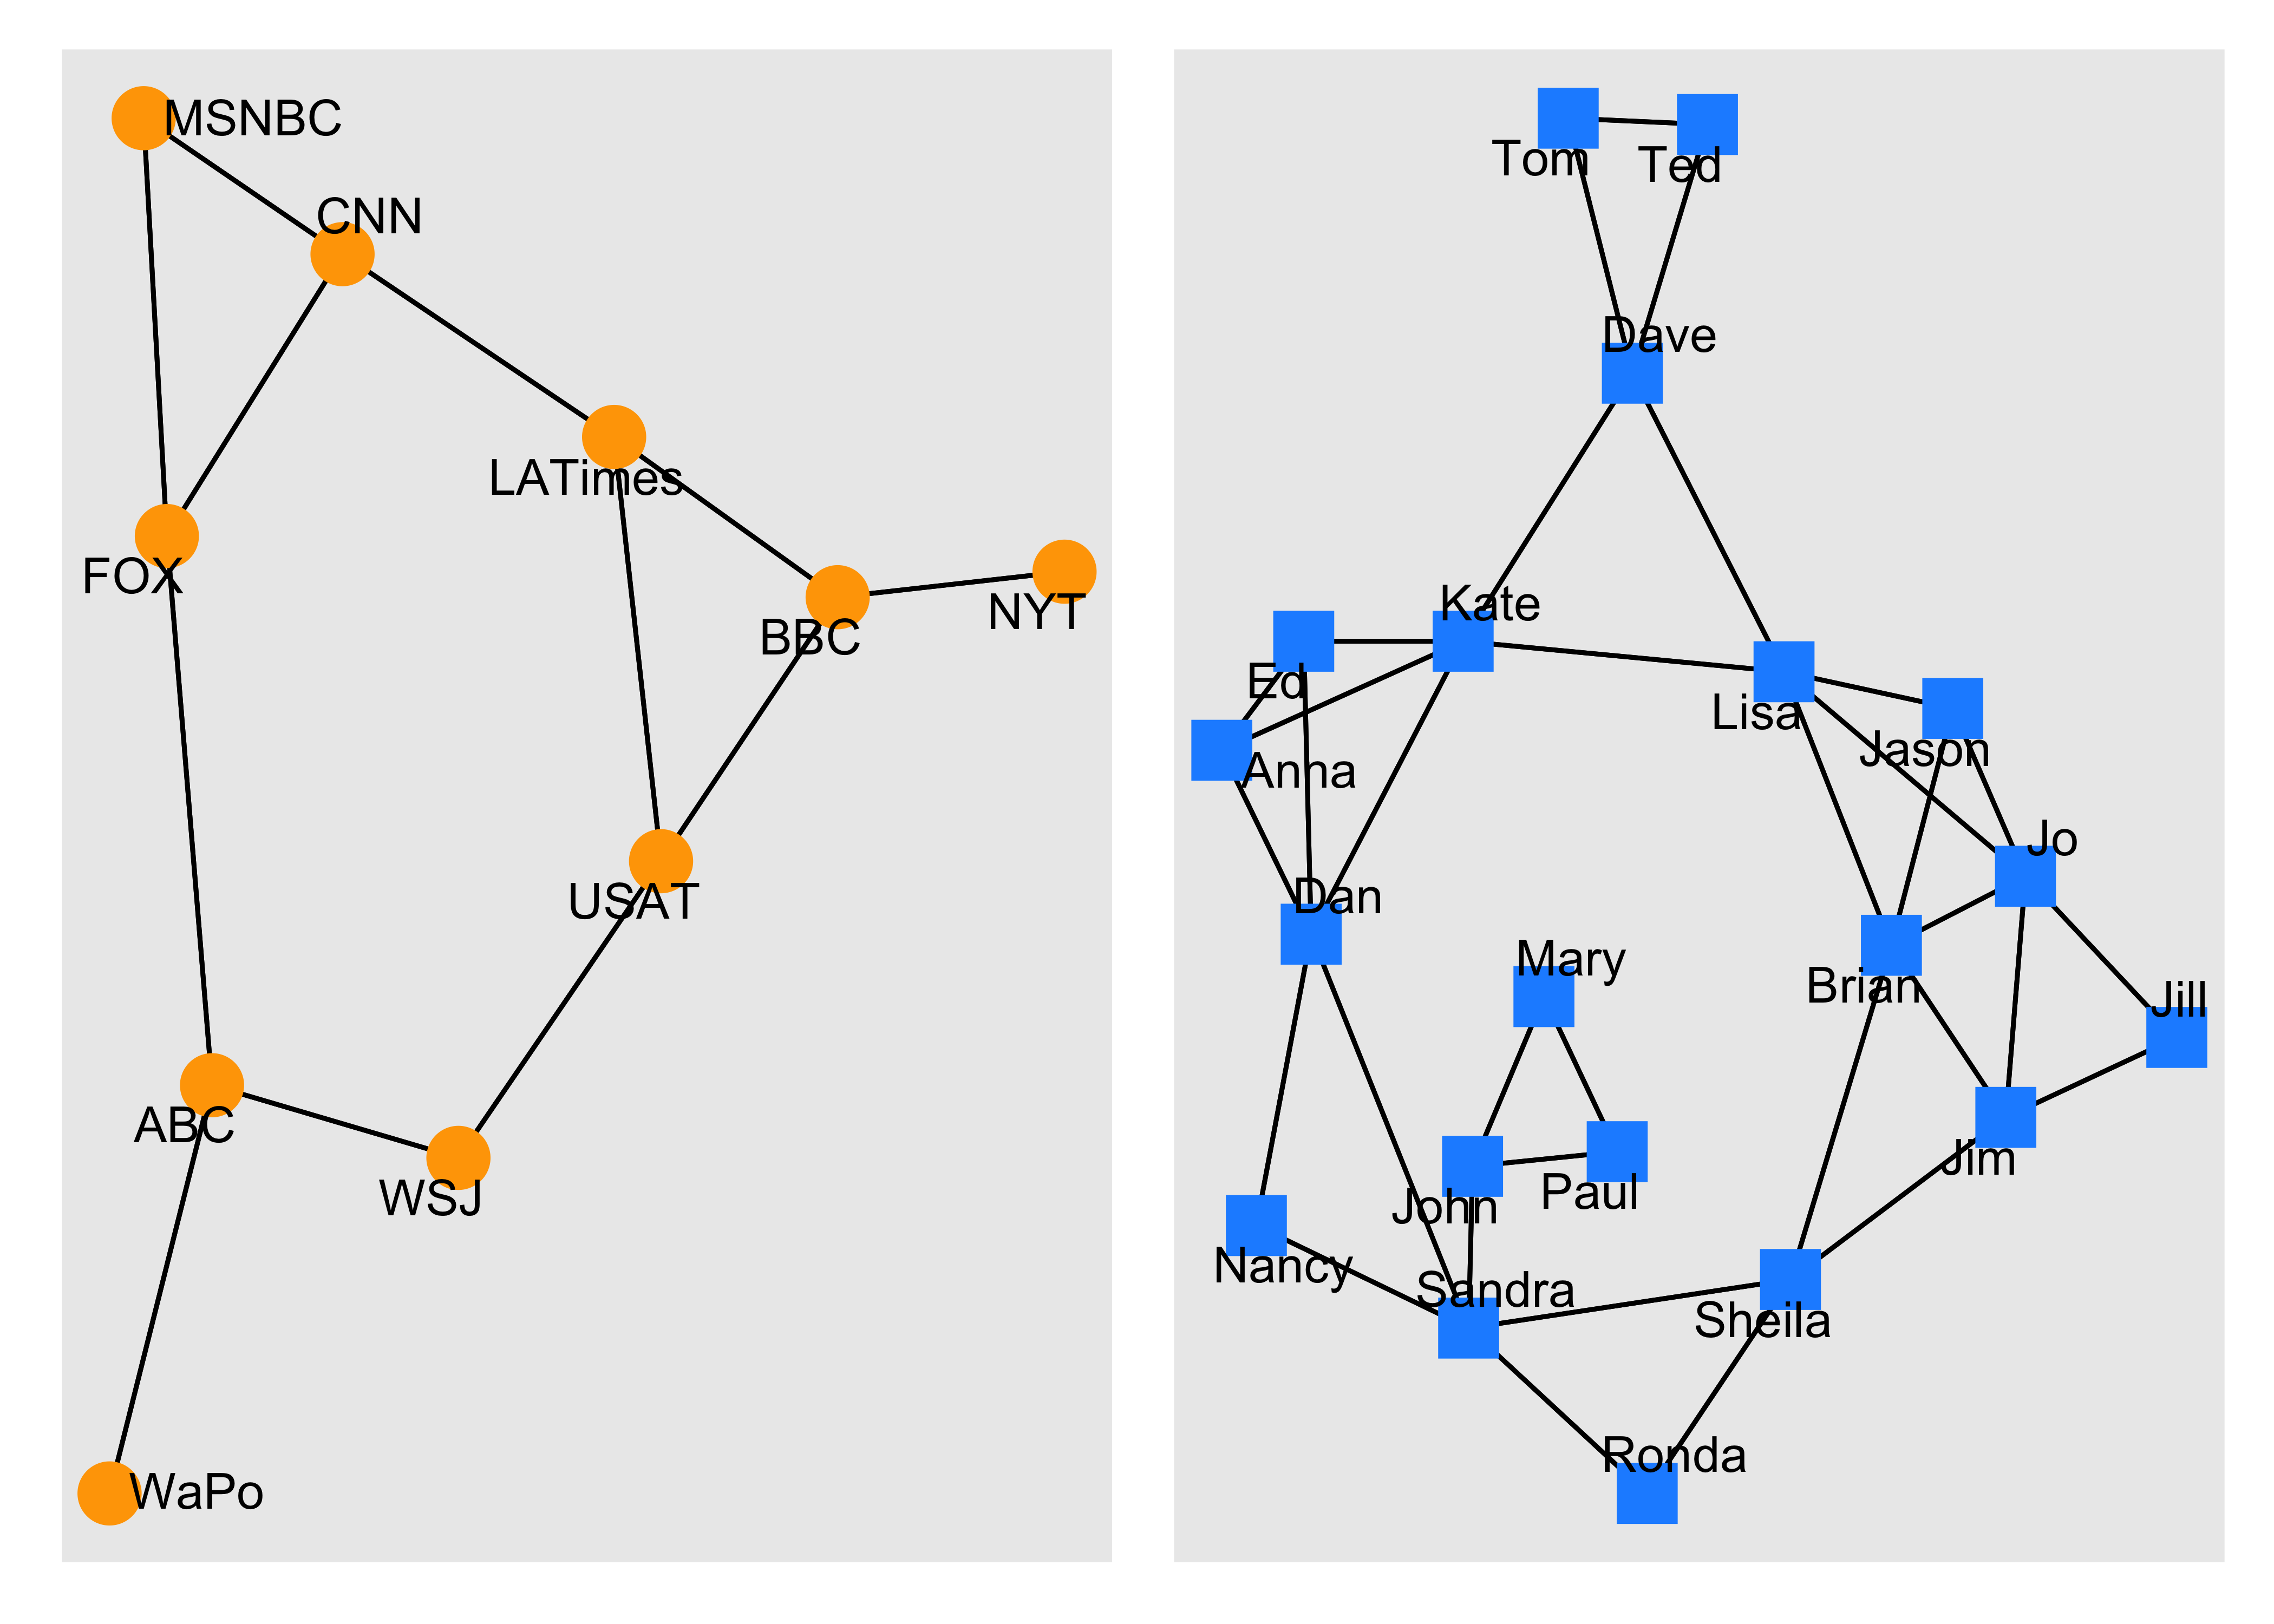 MSNBC
CNN
LATimes
FOX
NYT
BBC
USAT
ABC
WSJ
WaPo
Tom
Ted
Dave
Kate
Ed
Lisa
Jason
Anna
Jo
Dan
Mary
Brian
Jill
Jim
Paul
John
Nancy
Sandra
Sheila
Ronda